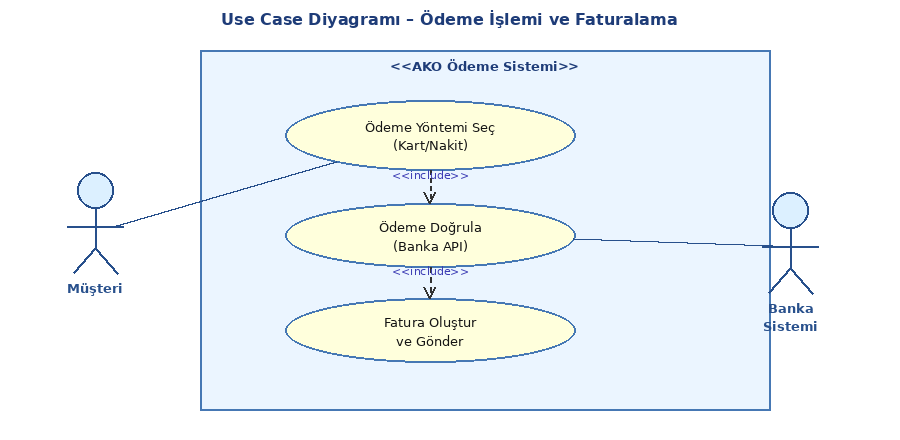 Use Case Diyagramı – Ödeme İşlemi ve Faturalama
<<AKO Ödeme Sistemi>>
Ödeme Yöntemi Seç
(Kart/Nakit)
<<include>>
Ödeme Doğrula
(Banka API)
<<include>>
Fatura Oluştur
ve Gönder
Müşteri
Banka
Sistemi